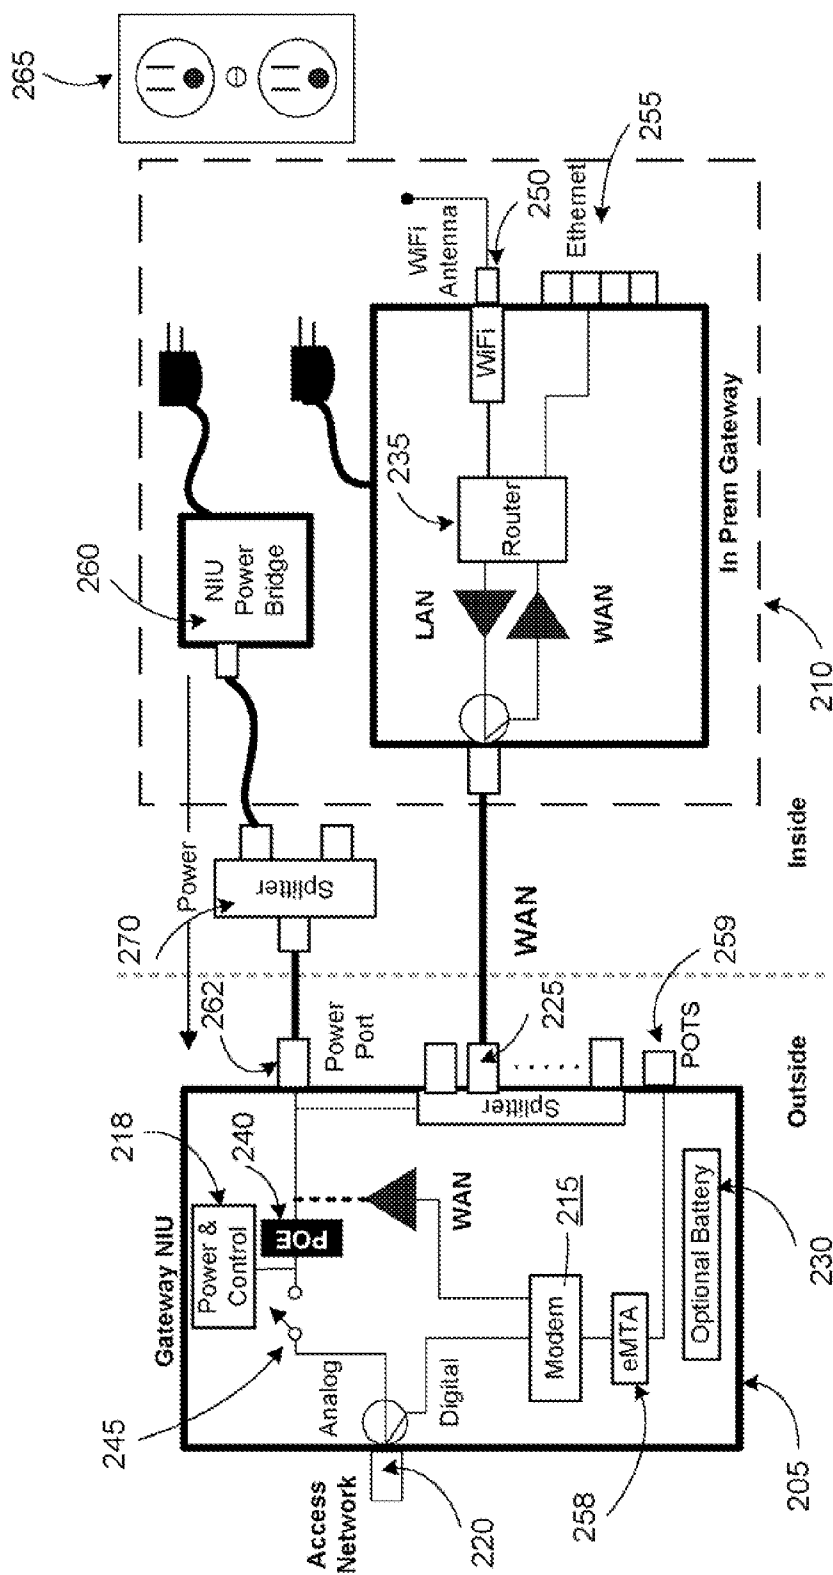 265
WiFi
Antenna
250
Ethernet
255
260
NIU
Power
Bridge
WiFi
235
Router
LAN
WAN
In Prem Gateway
210
Power
270
Splitter
WAN
Inside
Outside
262
Power
Port
225
259
POTS
Splitter
Gateway NIU
218
Power &
Control
240
POE
WAN
245
Analog
Digital
215
Modem
eMTA
Optional Battery
230
Access
Network
220
258
205